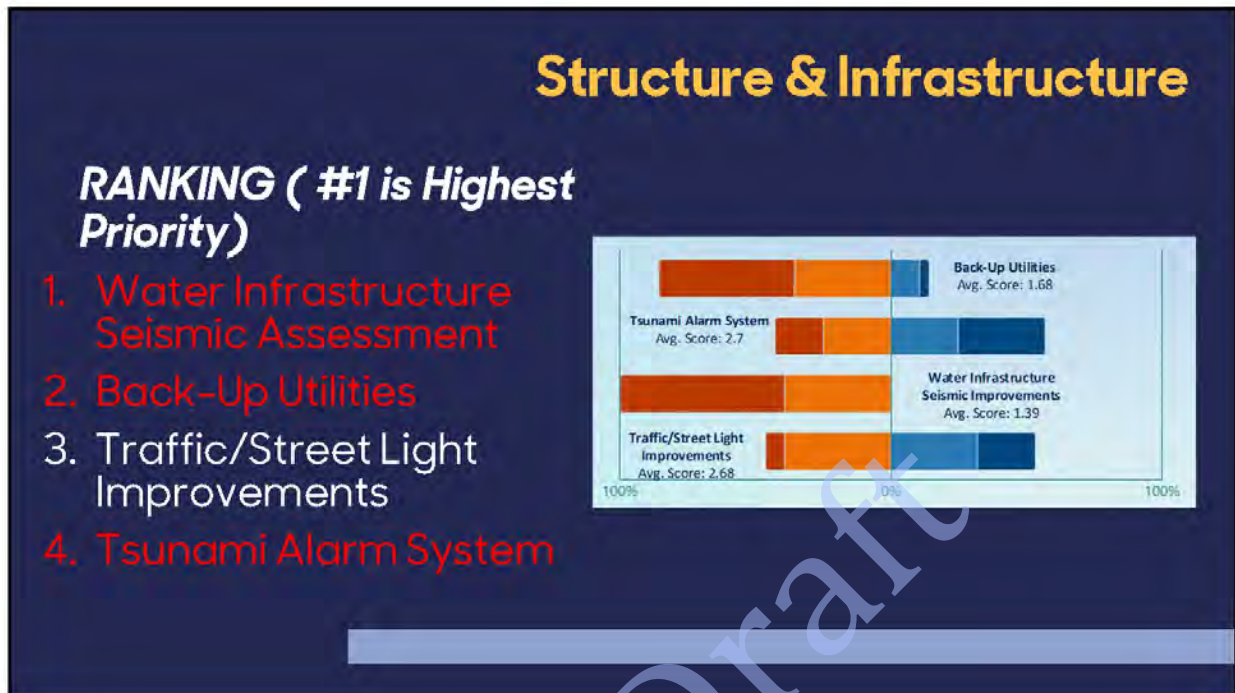 Structure & Infrastructure
RANKING ( #1 is Highest
Priority)
1. Water Infrastructure
Seismic Assessment
2. Back-Up Utilities
3. Traffic/Street Light
Improvements
4. Tsunami Alarm System
Back-Up Utilities
Avg. Score: 1.68
Tsunami Alarm System
Avg. Score: 2.7
Water Infrastructure
Seismic Improvements
Avg. Score: 1.39
Traffic/Street Light
Improvements
Avg. Score: 2.68
100% 0% 100%
Draft